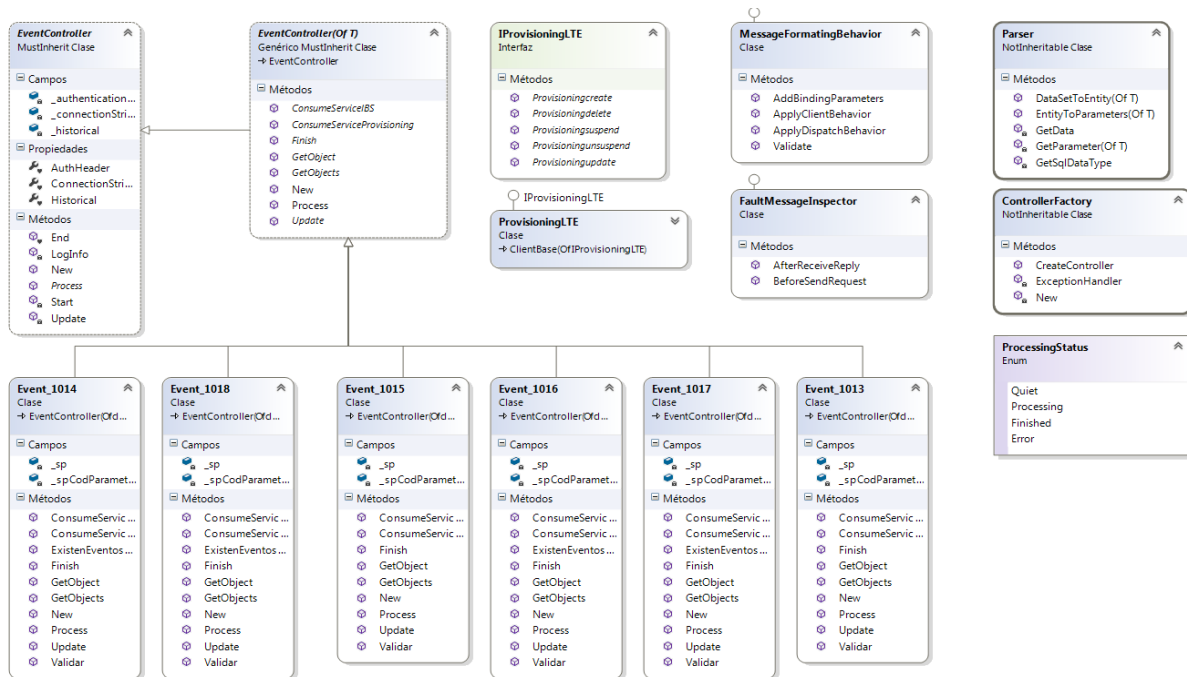 EventController
MustInherit Clase
Campos
_authentication...
_connectionStri...
_historical
Propiedades
AuthHeader
ConnectionStri...
Historical
Métodos
End
LogInfo
New
Process
Start
Update
EventController(Of T)
Genérico MustInherit Clase
EventController
Métodos
ConsumeServiceIBS
ConsumeServiceProvisioning
Finish
GetObject
GetObjects
New
Process
Update
IProvisioningLTE
Interfaz
Métodos
Provisioningcreate
Provisioningdelete
Provisioningsuspend
Provisioningunsuspend
Provisioningupdate
IProvisioningLTE
ProvisioningLTE
Clase
ClientBase(OfIProvisioningLTE)
MessageFormatingBehavior
Clase
Métodos
AddBindingParameters
ApplyClientBehavior
ApplyDispatchBehavior
Validate
FaultMessageInspector
Clase
Métodos
AfterReceiveReply
BeforeSendRequest
Parser
NotInheritable Clase
Métodos
DataSetToEntity(Of T)
EntityToParameters(Of T)
GetData
GetParameter(Of T)
GetSqlDataType
ControllerFactory
NotInheritable Clase
Métodos
CreateController
ExceptionHandler
New
ProcessingStatus
Enum
Quiet
Processing
Finished
Error
Event_1014
Clase
EventController(Ofd...
Campos
_sp
_spCodParamet...
Métodos
ConsumeServic ...
ConsumeServic ...
ExistenEventos ...
Finish
GetObject
GetObjects
New
Process
Update
Validar
Event_1018
Clase
EventController(Ofd...
Campos
_sp
_spCodParamet...
Métodos
ConsumeServic ...
ConsumeServic ...
ExistenEventos ...
Finish
GetObject
GetObjects
New
Process
Update
Validar
Event_1015
Clase
EventController(Ofd...
Campos
_sp
_spCodParamet...
Métodos
ConsumeServic ...
ConsumeServic ...
Finish
GetObject
GetObjects
New
Process
Update
Validar
Event_1016
Clase
EventController(Ofd...
Campos
_sp
_spCodParamet...
Métodos
ConsumeServic ...
ConsumeServic ...
ExistenEventos ...
Finish
GetObject
GetObjects
New
Process
Update
Validar
Event_1017
Clase
EventController(Ofd...
Campos
_sp
_spCodParamet...
Métodos
ConsumeServic ...
ConsumeServic ...
ExistenEventos ...
Finish
GetObject
GetObjects
New
Process
Update
Validar
Event_1013
Clase
EventController(Ofd...
Campos
_sp
_spCodParamet...
Métodos
ConsumeServic ...
ConsumeServic ...
Finish
GetObject
GetObjects
New
Process
Update
Validar